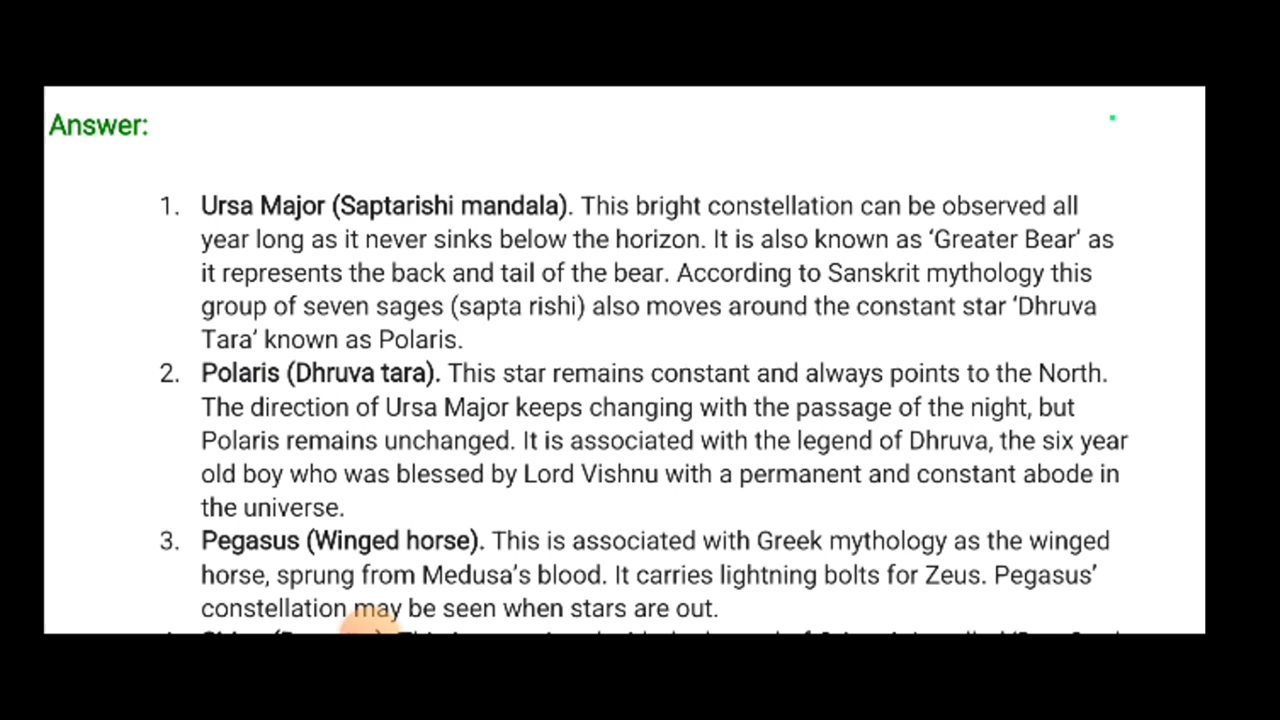 Answer:
1. Ursa Major (Saptarishi mandala). This bright constellation can be observed all
year long as it never sinks below the horizon. It is also known as ‘Greater Bear’ as
it represents the back and tail of the bear. According to Sanskrit mythology this
group of seven sages (sapta rishi) also moves around the constant star ‘Dhruva
Tara’ known as Polaris.
2. Polaris (Dhruva tara). This star remains constant and always points to the North.
The direction of Ursa Major keeps changing with the passage of the night, but
Polaris remains unchanged. It is associated with the legend of Dhruva, the six year
old boy who was blessed by Lord Vishnu with a permanent and constant abode in
the universe.
3. Pegasus (Winged horse). This is associated with Greek mythology as the winged
horse, sprung from Medusa’s blood. It carries lightning bolts for Zeus. Pegasus’
constellation may be seen when stars are out.